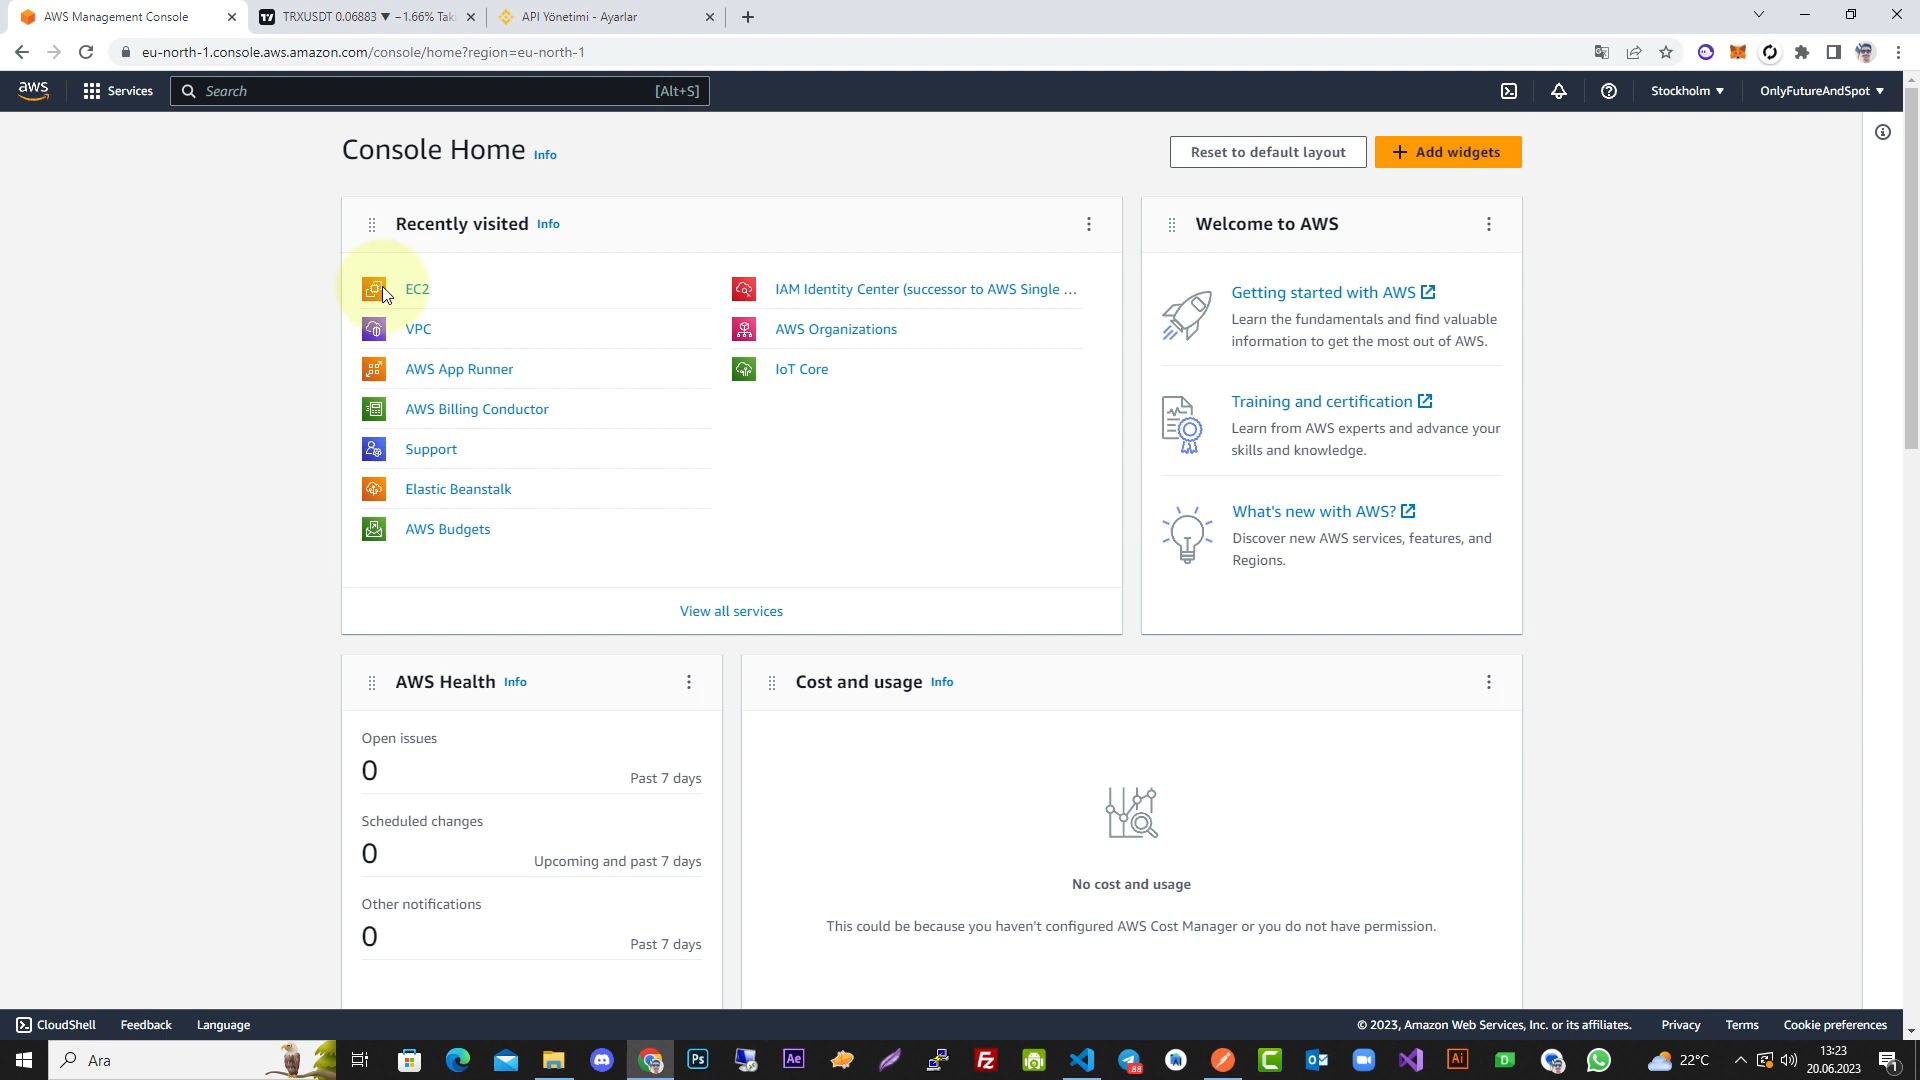 AWS Management Console
TRXUSDT 0.06883 ▼ −1.66% Tak
API Yönetimi - Ayarlar
eu-north-1.console.aws.amazon.com/console/home?region=eu-north-1
aws
Services
Search
[Alt+S]
Stockholm ▼
OnlyFutureAndSpot ▼
Console Home Info
Reset to default layout
Add widgets
Recently visited Info
EC2
VPC
AWS App Runner
AWS Billing Conductor
Support
Elastic Beanstalk
AWS Budgets
IAM Identity Center (successor to AWS Single ...
AWS Organizations
IoT Core
View all services
Welcome to AWS
Getting started with AWS
Learn the fundamentals and find valuable
information to get the most out of AWS.
Training and certification
Learn from AWS experts and advance your
skills and knowledge.
What's new with AWS?
Discover new AWS services, features, and
Regions.
AWS Health Info
Open issues
0
Past 7 days
Scheduled changes
0
Upcoming and past 7 days
Other notifications
0
Past 7 days
Cost and usage Info
No cost and usage
This could be because you haven't configured AWS Cost Manager or you do not have permission.
CloudShell
Feedback
Language
© 2023, Amazon Web Services, Inc. or its affiliates.
Privacy
Terms
Cookie preferences
Ara
Ps
Ae
Fz
88
Ai
D
22°C
13:23
20.06.2023
1